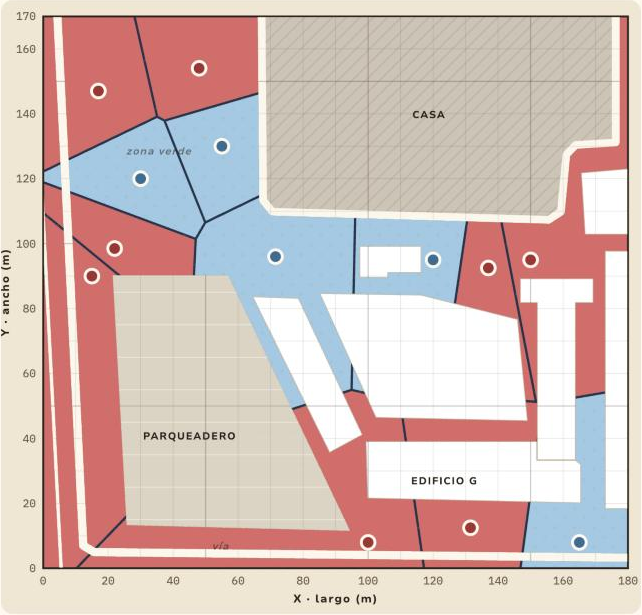 170
160
140
120
100
80
60
40
20
0
Y · ancho (m)
CASA
zona verde
PARQUEADERO
EDIFICIO G
vía
0
20
40
60
80
100
120
140
160
180
X · largo (m)